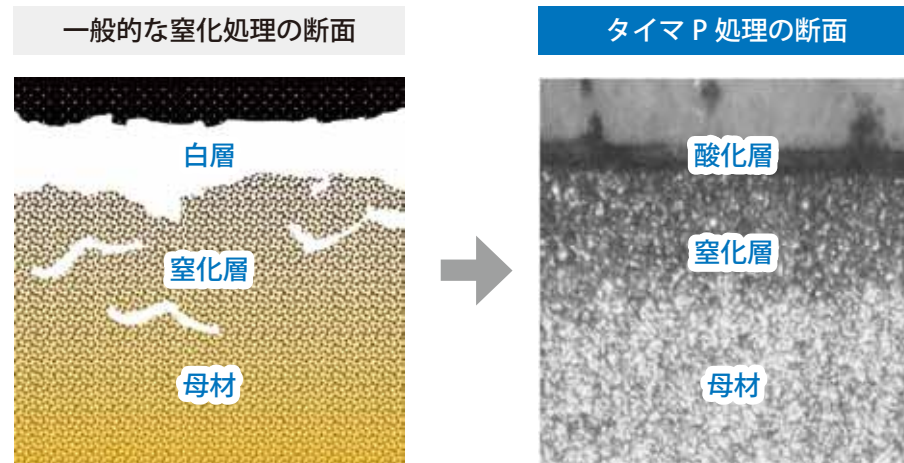 一般的な窒化処理の断面
白層
窒化層
母材
タイマ P 処理の断面
酸化層
窒化層
母材